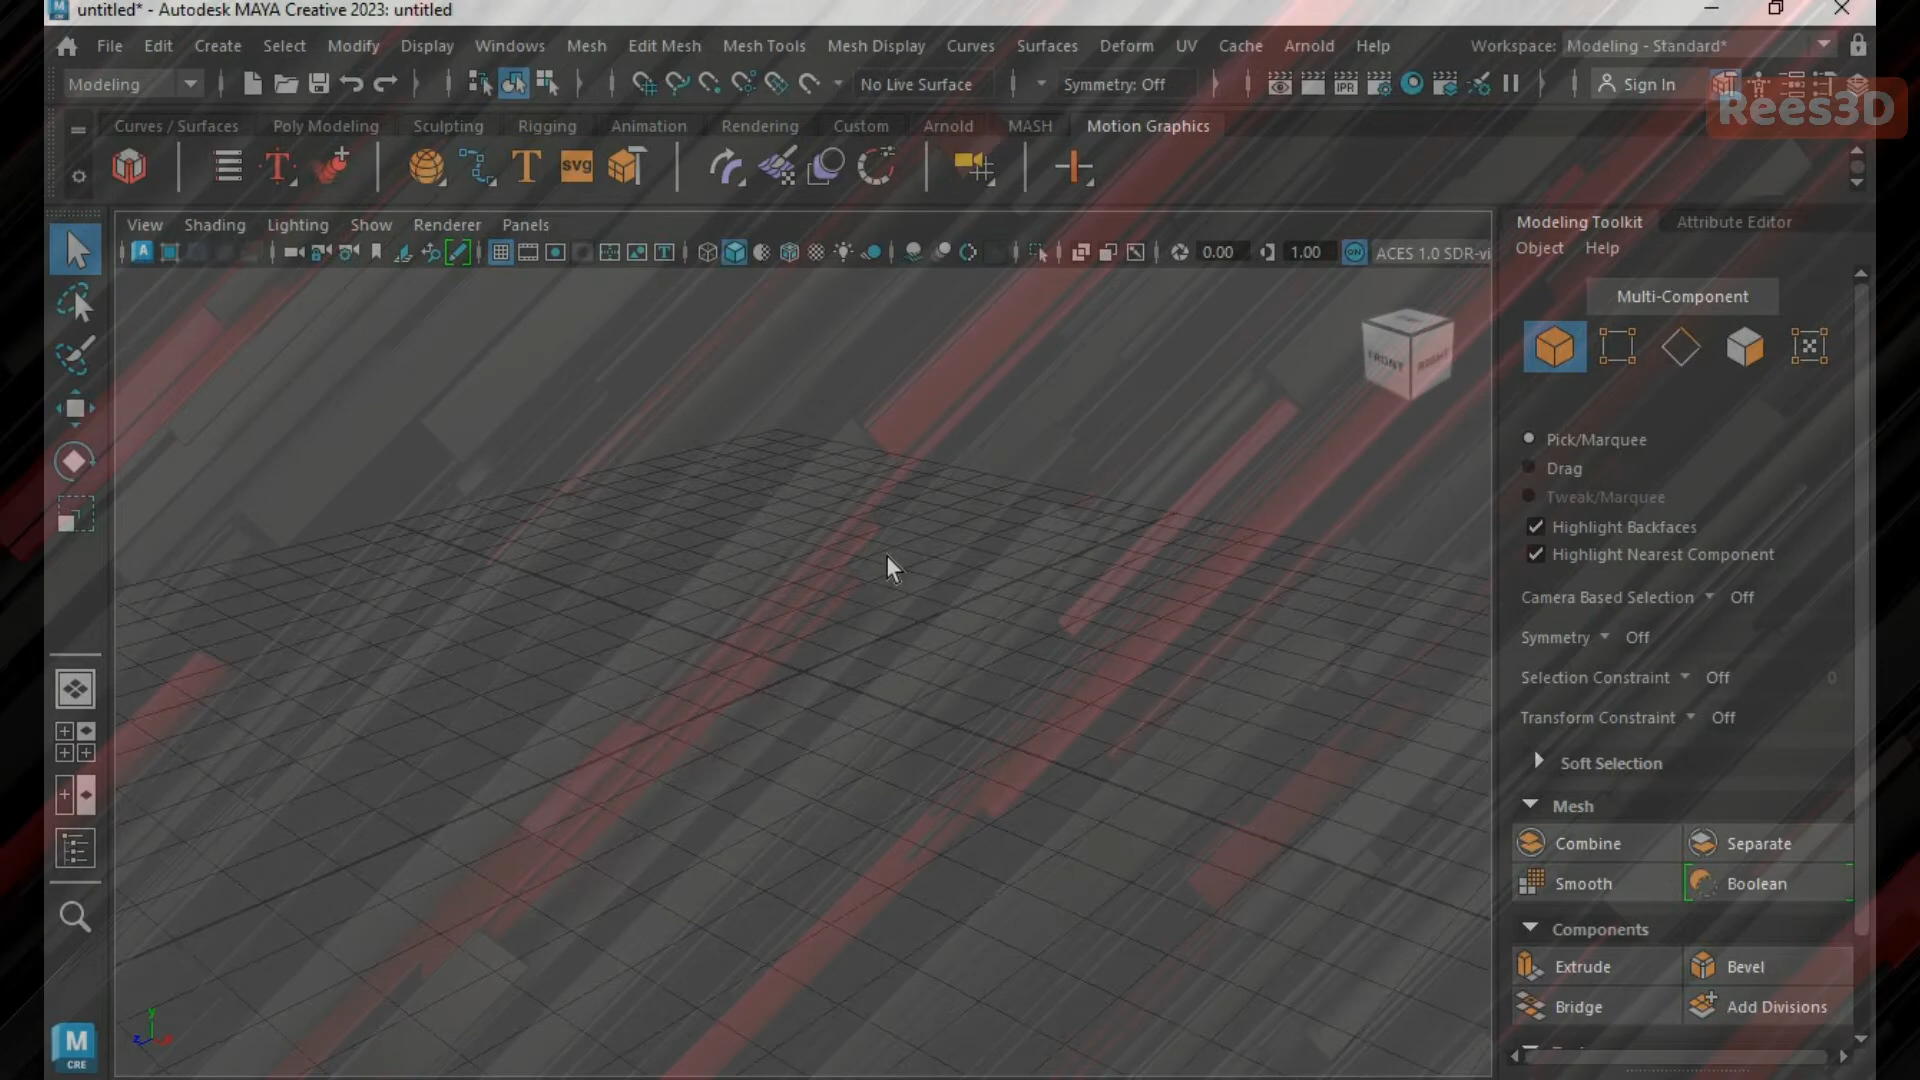 untitled* - Autodesk MAYA Creative 2023: untitled
File Edit Create Select Modify Display Windows Mesh Edit Mesh Mesh Tools Mesh Display Curves Surfaces Deform UV Cache Arnold Help Workspace: Modeling - Standard*
Modeling No Live Surface Symmetry: Off IPR Sign In
Rees3D
Curves / Surfaces Poly Modeling Sculpting Rigging Animation Rendering Custom Arnold MASH Motion Graphics
T T svg
View Shading Lighting Show Renderer Panels
0.00 1.00 ON ACES 1.0 SDR-vi
FRONT RIGHT
Modeling Toolkit Attribute Editor
Object Help
Multi-Component
Pick/Marquee
Drag
Tweak/Marquee
Highlight Backfaces
Highlight Nearest Component
Camera Based Selection Off
Symmetry Off
Selection Constraint Off 0
Transform Constraint Off
Soft Selection
Mesh
Combine Separate
Smooth Boolean
Components
Extrude Bevel
Bridge Add Divisions
y
z
M
CRE